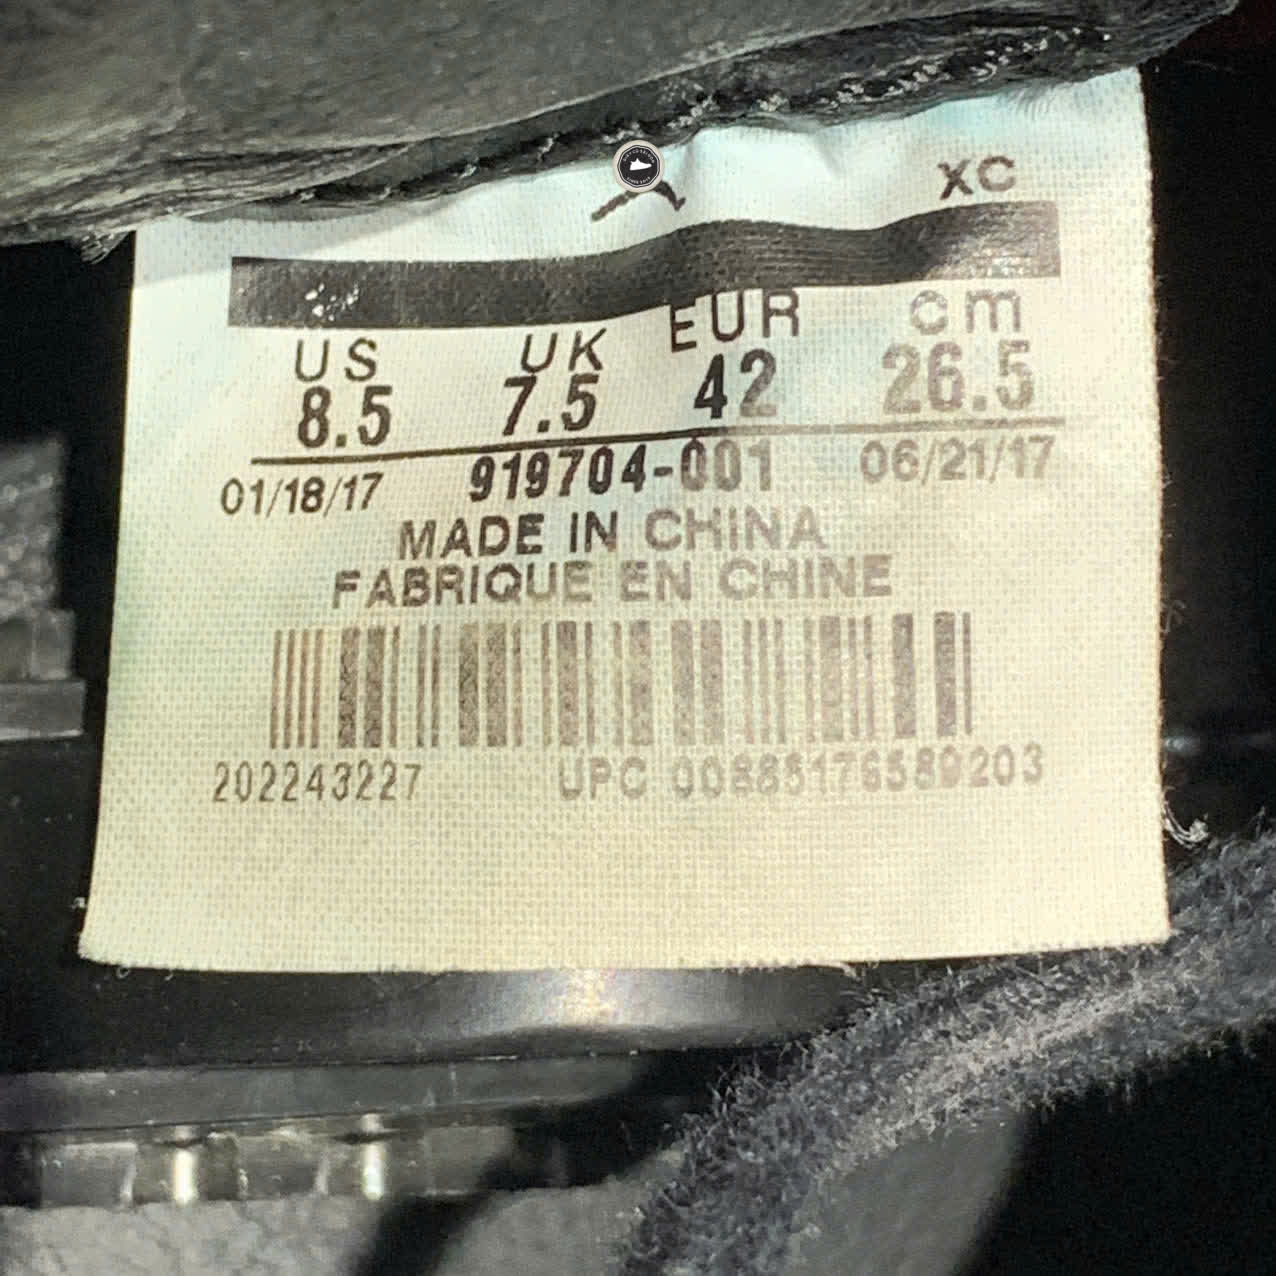 XC
US UK EUR cm
8.5 7.5 42 26.5
01/18/17 919704-001 06/21/17
MADE IN CHINA
FABRIQUE EN CHINE
202243227 UPC 00885176589203